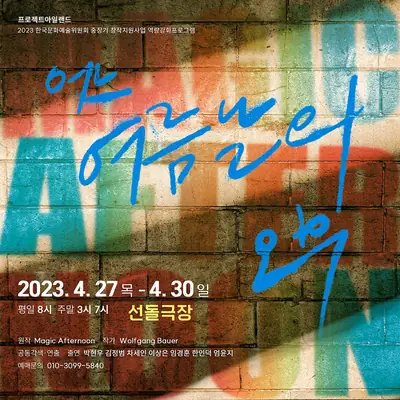 프로젝트아일랜드
2023 한국문화예술위원회 중장기 창작지원사업 역량강화프로그램
어느
여름날의
오후
MAGIC
AFTER
NOON
2023. 4. 27 목 - 4. 30 일
평일 8시 주말 3시 7시 선돌극장
원작 Magic Afternoon 작가 Wolfgang Bauer
공동각색·연출 출연 박현우 김정범 차세인 이상은 임경훈 한인덕 엄윤지
예매문의 010-3099-5840